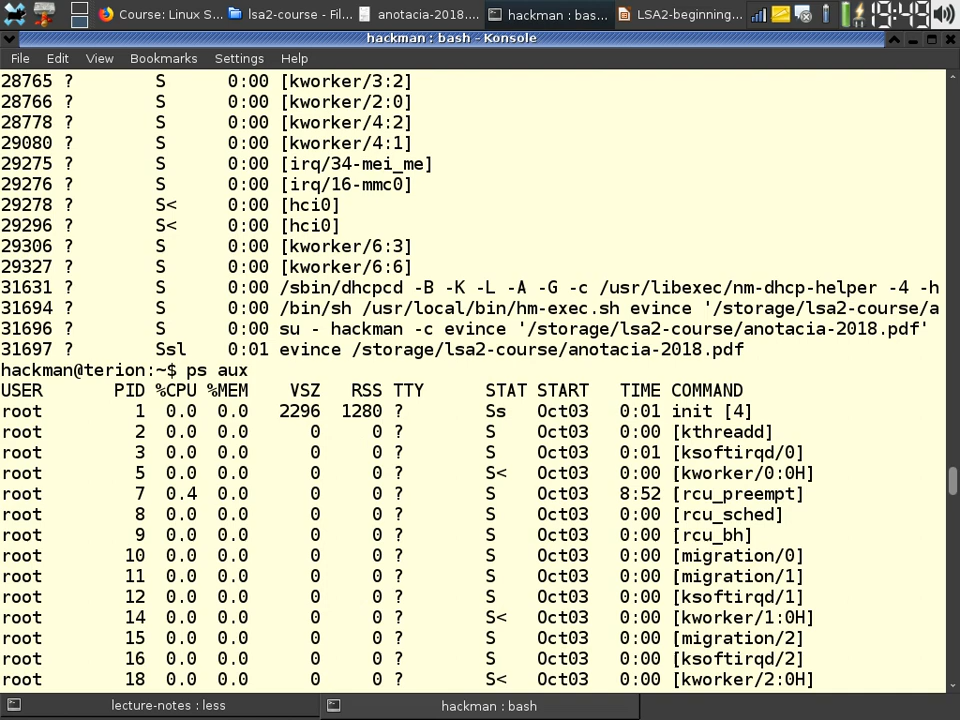 Course: Linux S...
lsa2-course - Fil...
anotacia-2018....
hackman : bas...
LSA2-beginning...
19:49
hackman : bash - Konsole
File Edit View Bookmarks Settings Help
28765 ? S 0:00 [kworker/3:2]
28766 ? S 0:00 [kworker/2:0]
28778 ? S 0:00 [kworker/4:2]
29080 ? S 0:00 [kworker/4:1]
29275 ? S 0:00 [irq/34-mei_me]
29276 ? S 0:00 [irq/16-mmc0]
29278 ? S< 0:00 [hci0]
29296 ? S< 0:00 [hci0]
29306 ? S 0:00 [kworker/6:3]
29327 ? S 0:00 [kworker/6:6]
31631 ? S 0:00 /sbin/dhcpcd -B -K -L -A -G -c /usr/libexec/nm-dhcp-helper -4 -h
31694 ? S 0:00 /bin/sh /usr/local/bin/hm-exec.sh evince '/storage/lsa2-course/a
31696 ? S 0:00 su - hackman -c evince '/storage/lsa2-course/anotacia-2018.pdf'
31697 ? Ssl 0:01 evince /storage/lsa2-course/anotacia-2018.pdf
hackman@terion:~$ ps aux
USER PID %CPU %MEM VSZ RSS TTY STAT START TIME COMMAND
root 1 0.0 0.0 2296 1280 ? Ss Oct03 0:01 init [4]
root 2 0.0 0.0 0 0 ? S Oct03 0:00 [kthreadd]
root 3 0.0 0.0 0 0 ? S Oct03 0:01 [ksoftirqd/0]
root 5 0.0 0.0 0 0 ? S< Oct03 0:00 [kworker/0:0H]
root 7 0.4 0.0 0 0 ? S Oct03 8:52 [rcu_preempt]
root 8 0.0 0.0 0 0 ? S Oct03 0:00 [rcu_sched]
root 9 0.0 0.0 0 0 ? S Oct03 0:00 [rcu_bh]
root 10 0.0 0.0 0 0 ? S Oct03 0:00 [migration/0]
root 11 0.0 0.0 0 0 ? S Oct03 0:00 [migration/1]
root 12 0.0 0.0 0 0 ? S Oct03 0:00 [ksoftirqd/1]
root 14 0.0 0.0 0 0 ? S< Oct03 0:00 [kworker/1:0H]
root 15 0.0 0.0 0 0 ? S Oct03 0:00 [migration/2]
root 16 0.0 0.0 0 0 ? S Oct03 0:00 [ksoftirqd/2]
root 18 0.0 0.0 0 0 ? S< Oct03 0:00 [kworker/2:0H]
lecture-notes : less
hackman : bash